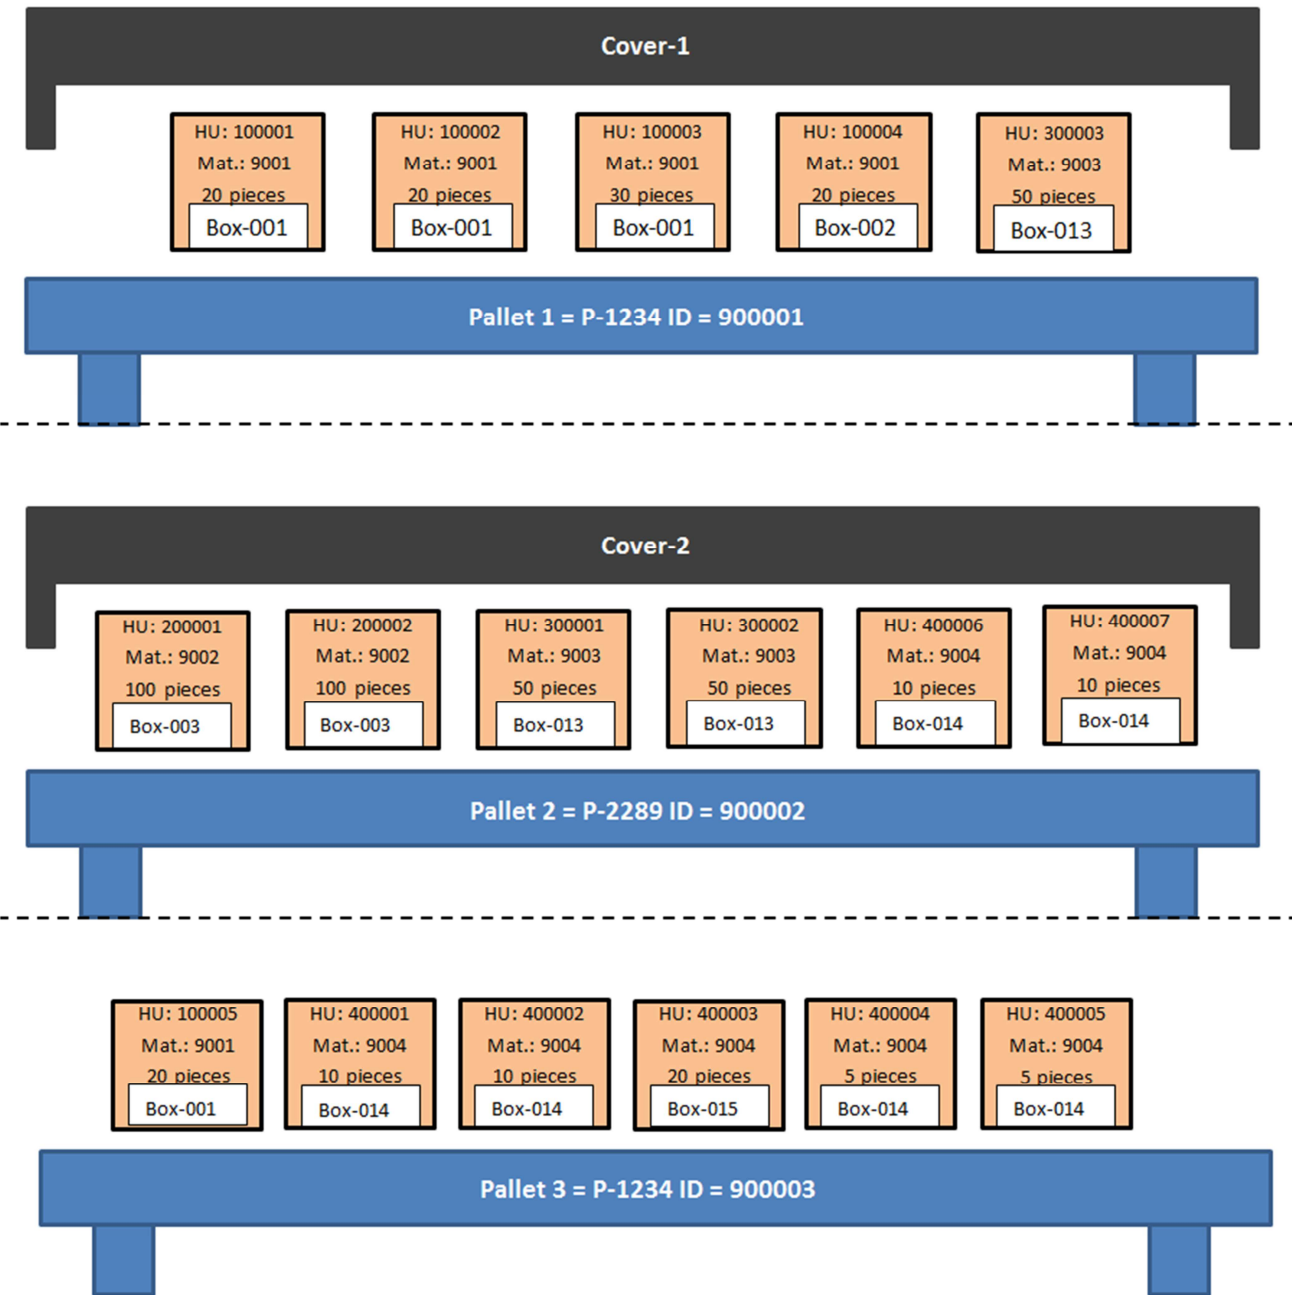 Cover-1
HU: 100001
Mat.: 9001
20 pieces
Box-001
HU: 100002
Mat.: 9001
20 pieces
Box-001
HU: 100003
Mat.: 9001
30 pieces
Box-001
HU: 100004
Mat.: 9001
20 pieces
Box-002
HU: 300003
Mat.: 9003
50 pieces
Box-013
Pallet 1 = P-1234 ID = 900001
Cover-2
HU: 200001
Mat.: 9002
100 pieces
Box-003
HU: 200002
Mat.: 9002
100 pieces
Box-003
HU: 300001
Mat.: 9003
50 pieces
Box-013
HU: 300002
Mat.: 9003
50 pieces
Box-013
HU: 400006
Mat.: 9004
10 pieces
Box-014
HU: 400007
Mat.: 9004
10 pieces
Box-014
Pallet 2 = P-2289 ID = 900002
HU: 100005
Mat.: 9001
20 pieces
Box-001
HU: 400001
Mat.: 9004
10 pieces
Box-014
HU: 400002
Mat.: 9004
10 pieces
Box-014
HU: 400003
Mat.: 9004
20 pieces
Box-015
HU: 400004
Mat.: 9004
5 pieces
Box-014
HU: 400005
Mat.: 9004
5 pieces
Box-014
Pallet 3 = P-1234 ID = 900003